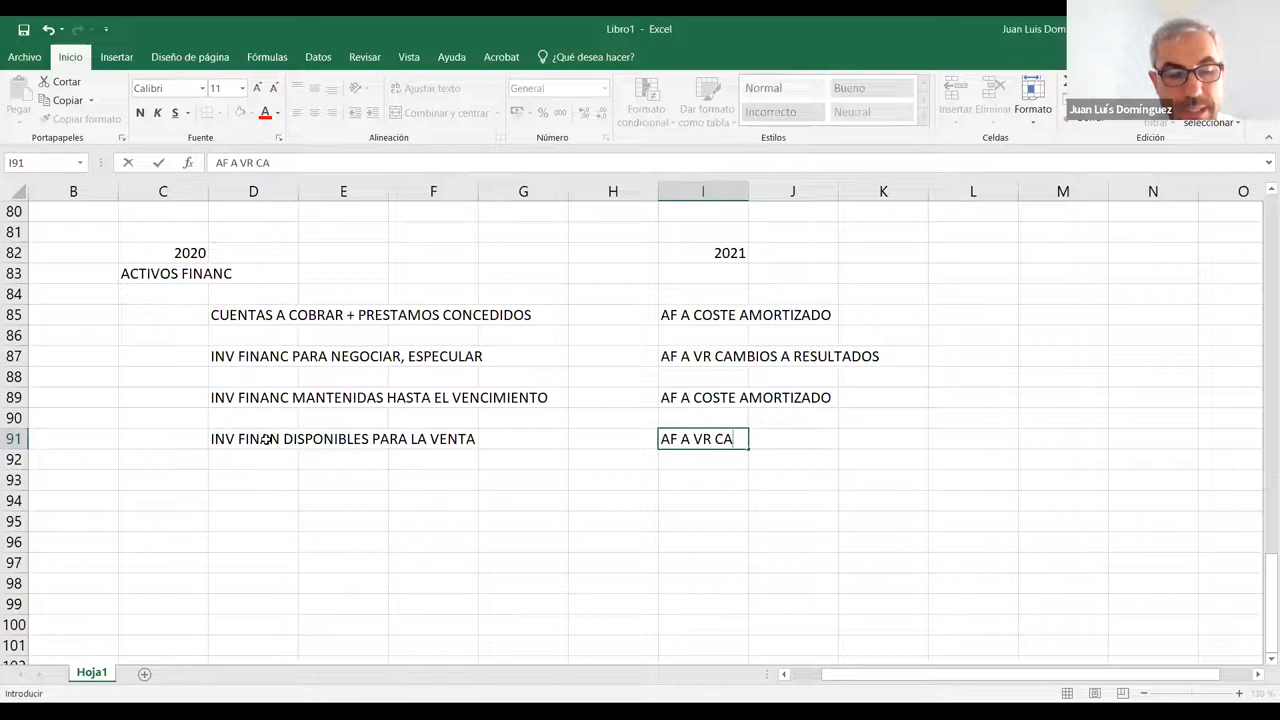 Libro1 - Excel
Juan Luis Dom
Archivo Inicio Insertar Diseño de página Fórmulas Datos Revisar Vista Ayuda Acrobat ¿Qué desea hacer?
Pegar
Cortar
Copiar
Copiar formato
Portapapeles
Calibri 11
N K S
Fuente
Ajustar texto
Combinar y centrar
Alineación
General
% 000
Número
Formato condicional
Dar formato como tabla
Normal Bueno
Incorrecto Neutral
Estilos
Insertar Eliminar Formato
Celdas
Juan Luís Domínguez
seleccionar
Edición
I91 fx AF A VR CA
B C D E F G H I J K L M N O
80
81
82 2020 2021
83 ACTIVOS FINANC
84
85 CUENTAS A COBRAR + PRESTAMOS CONCEDIDOS AF A COSTE AMORTIZADO
86
87 INV FINANC PARA NEGOCIAR, ESPECULAR AF A VR CAMBIOS A RESULTADOS
88
89 INV FINANC MANTENIDAS HASTA EL VENCIMIENTO AF A COSTE AMORTIZADO
90
91 INV FINAN DISPONIBLES PARA LA VENTA AF A VR CA
92
93
94
95
96
97
98
99
100
101
Hoja1
Introducir
130 %